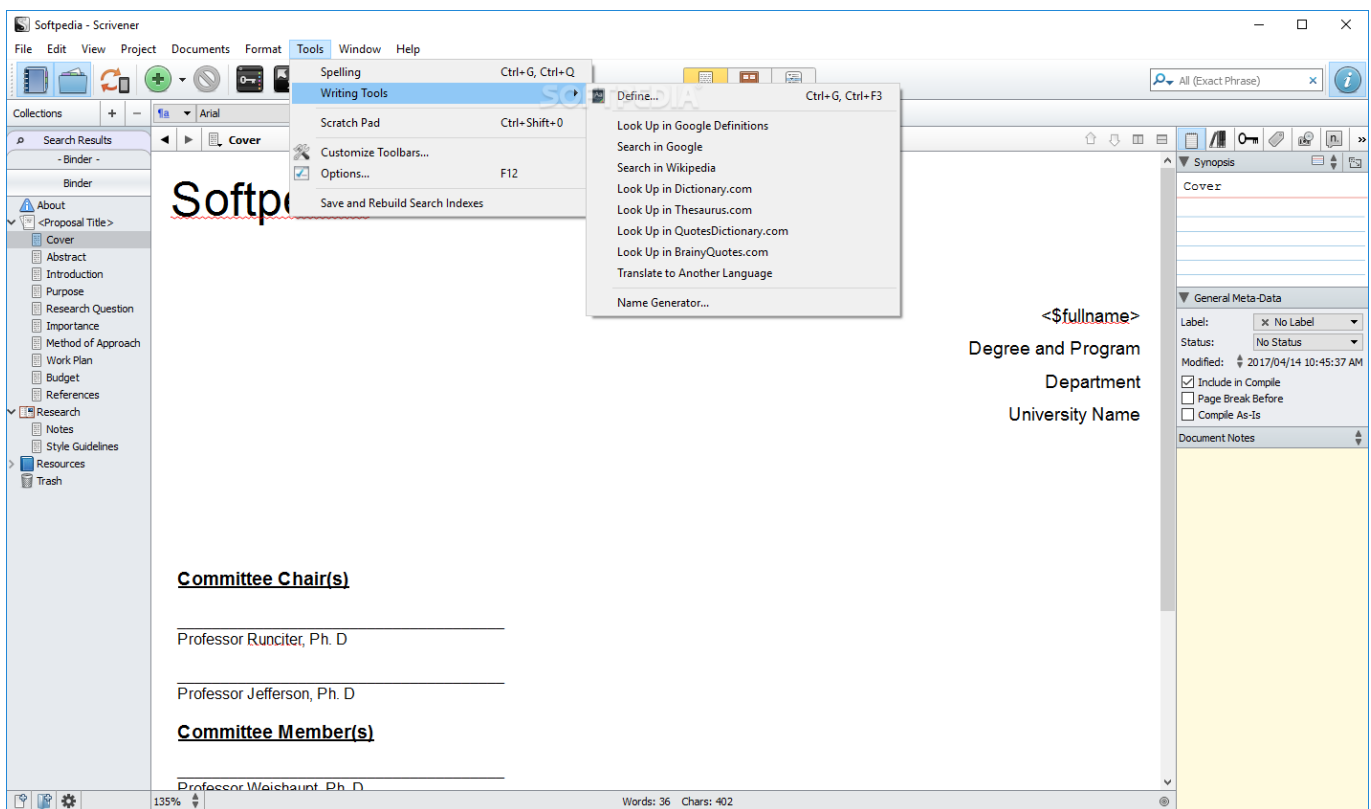 Softpedia - Scrivener
File Edit View Project Documents Format Tools Window Help
All (Exact Phrase)
Collections
Arial
Search Results
- Binder -
Binder
About
<Proposal Title>
Cover
Abstract
Introduction
Purpose
Research Question
Importance
Method of Approach
Work Plan
Budget
References
Research
Notes
Style Guidelines
Resources
Trash
Spelling Ctrl+G, Ctrl+Q
Writing Tools
Scratch Pad Ctrl+Shift+0
Customize Toolbars...
Options... F12
Save and Rebuild Search Indexes
SOFTPEDIA
Define... Ctrl+G, Ctrl+F3
Look Up in Google Definitions
Search in Google
Search in Wikipedia
Look Up in Dictionary.com
Look Up in Thesaurus.com
Look Up in QuotesDictionary.com
Look Up in BrainyQuotes.com
Translate to Another Language
Name Generator...
Cover
Softpe
<$fullname>
Degree and Program
Department
University Name
Committee Chair(s)
Professor Runciter, Ph. D
Professor Jefferson, Ph. D
Committee Member(s)
Professor Weishaupt, Ph. D
Synopsis
Cover
General Meta-Data
Label: No Label
Status: No Status
Modified: 2017/04/14 10:45:37 AM
Include in Compile
Page Break Before
Compile As-Is
Document Notes
135%
Words: 36 Chars: 402